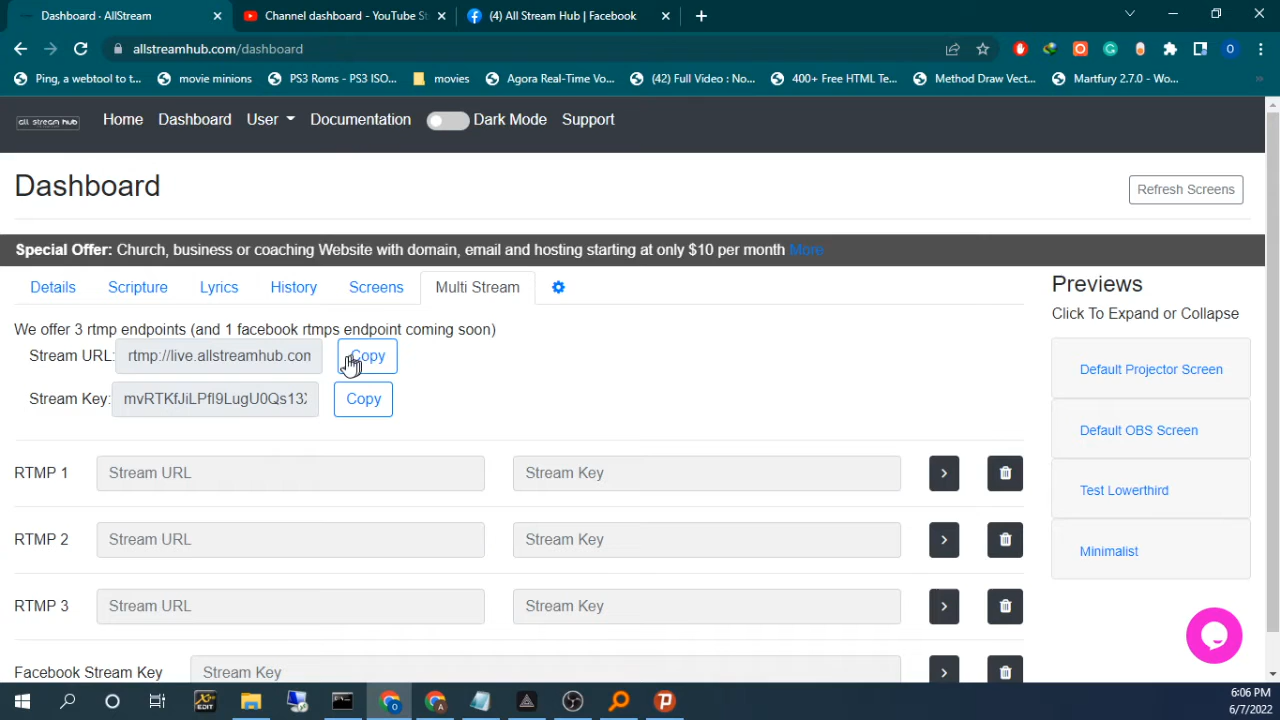 Dashboard - AllStream
Channel dashboard - YouTube S
(4) All Stream Hub | Facebook
allstreamhub.com/dashboard
O
Ping, a webtool to t...
movie minions
PS3 Roms - PS3 ISO...
movies
Agora Real-Time Vo...
(42) Full Video : No...
400+ Free HTML Te...
Method Draw Vect...
Martfury 2.7.0 - Wo...
all stream hub
Home
Dashboard
User
Documentation
Dark Mode
Support
Dashboard
Refresh Screens
Special Offer: Church, business or coaching Website with domain, email and hosting starting at only $10 per month More
Details
Scripture
Lyrics
History
Screens
Multi Stream
We offer 3 rtmp endpoints (and 1 facebook rtmps endpoint coming soon)
Stream URL: rtmp://live.allstreamhub.com Copy
Stream Key: Copy
RTMP 1 Stream URL Stream Key
RTMP 2 Stream URL Stream Key
RTMP 3 Stream URL Stream Key
Facebook Stream Key Stream Key
Previews
Click To Expand or Collapse
Default Projector Screen
Default OBS Screen
Test Lowerthird
Minimalist
6:06 PM
6/7/2022